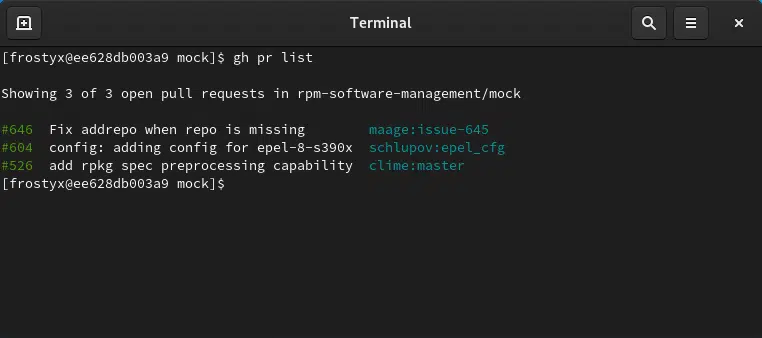 Terminal
[frostyx@ee628db003a9 mock]$ gh pr list
Showing 3 of 3 open pull requests in rpm-software-management/mock
#646  Fix addrepo when repo is missing        maage:issue-645
#604  config: adding config for epel-8-s390x  schlupov:epel_cfg
#526  add rpkg spec preprocessing capability  clime:master
[frostyx@ee628db003a9 mock]$